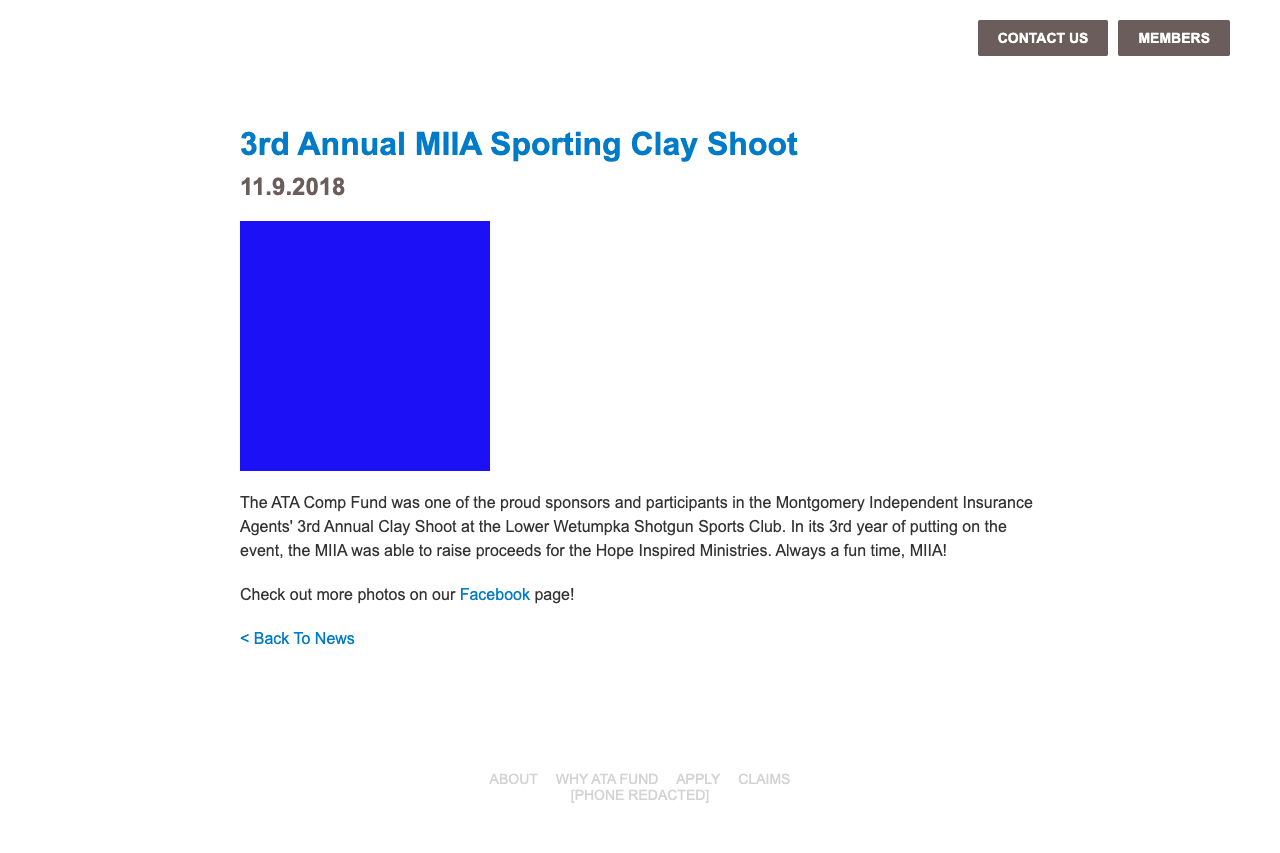 CONTACT US
MEMBERS
3rd Annual MIIA Sporting Clay Shoot
11.9.2018
The ATA Comp Fund was one of the proud sponsors and participants in the Montgomery Independent Insurance
Agents' 3rd Annual Clay Shoot at the Lower Wetumpka Shotgun Sports Club. In its 3rd year of putting on the
event, the MIIA was able to raise proceeds for the Hope Inspired Ministries. Always a fun time, MIIA!
Check out more photos on our Facebook page!
< Back To News
ABOUT WHY ATA FUND APPLY CLAIMS
[PHONE REDACTED]